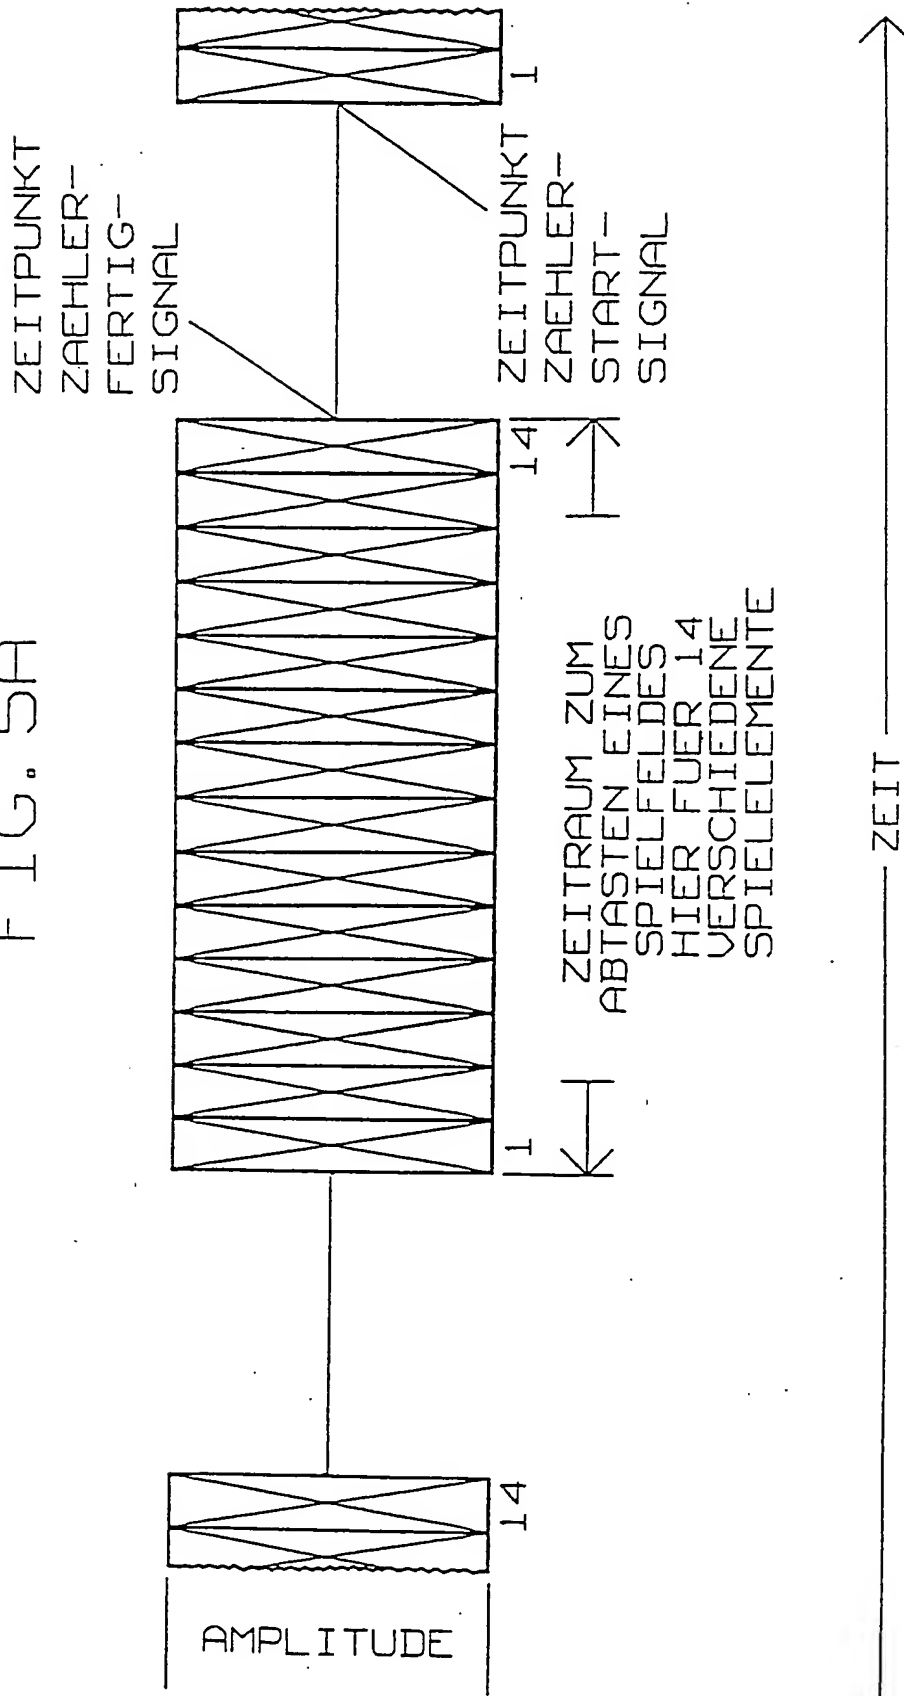 FIG. 5A
ZEITPUNKT
ZAEHLER-
FERTIG-
SIGNAL
AMPLITUDE
14
1
14
1
ZEITPUNKT
ZAEHLER-
START-
SIGNAL
ZEITRAUM ZUM
ABTASTEN EINES
SPIELFELDES
HIER FUER 14
VERSCHIEDENE
SPIELELEMENTE
ZEIT